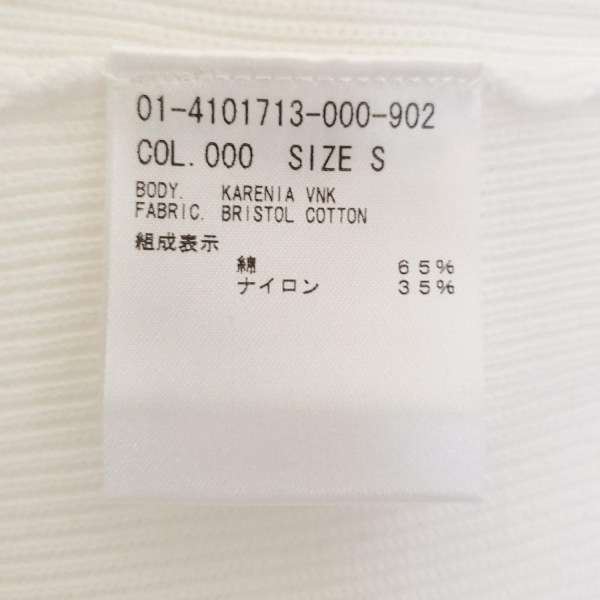 01-4101713-000-902
COL.000 SIZE S
BODY. KARENIA VNK
FABRIC. BRISTOL COTTON
組成表示
綿 65%
ナイロン 35%